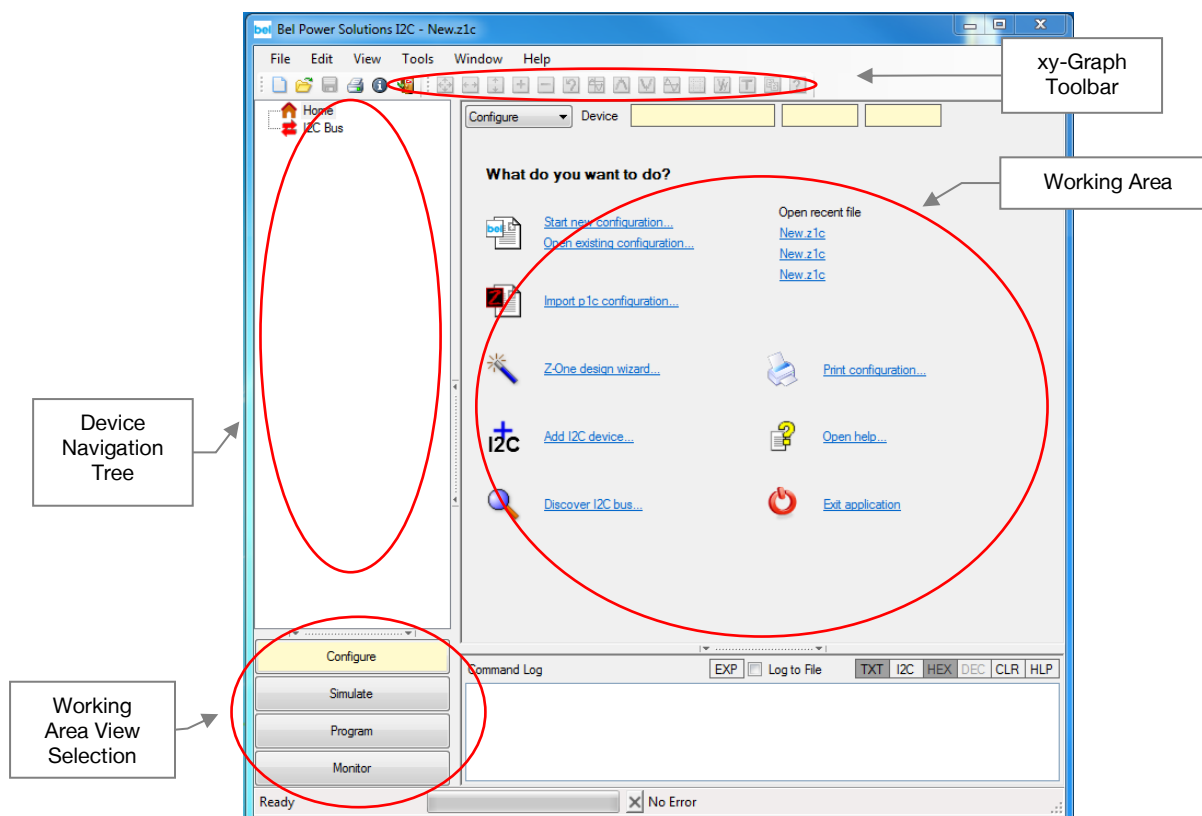 bel Bel Power Solutions I2C - New.z1c
File Edit View Tools Window Help
xy-Graph
Toolbar
Home
I2C Bus
Configure Device
What do you want to do?
Working Area
Start new configuration...
Open existing configuration...
Open recent file
New.z1c
New.z1c
New.z1c
bel
Z
Import p1c configuration...
Z-One design wizard...
Print configuration...
Device
Navigation
Tree
I2C
Add I2C device...
Open help...
Discover I2C bus...
Exit application
Configure
Simulate
Program
Monitor
Working
Area View
Selection
Command Log EXP Log to File TXT I2C HEX DEC CLR HLP
Ready No Error